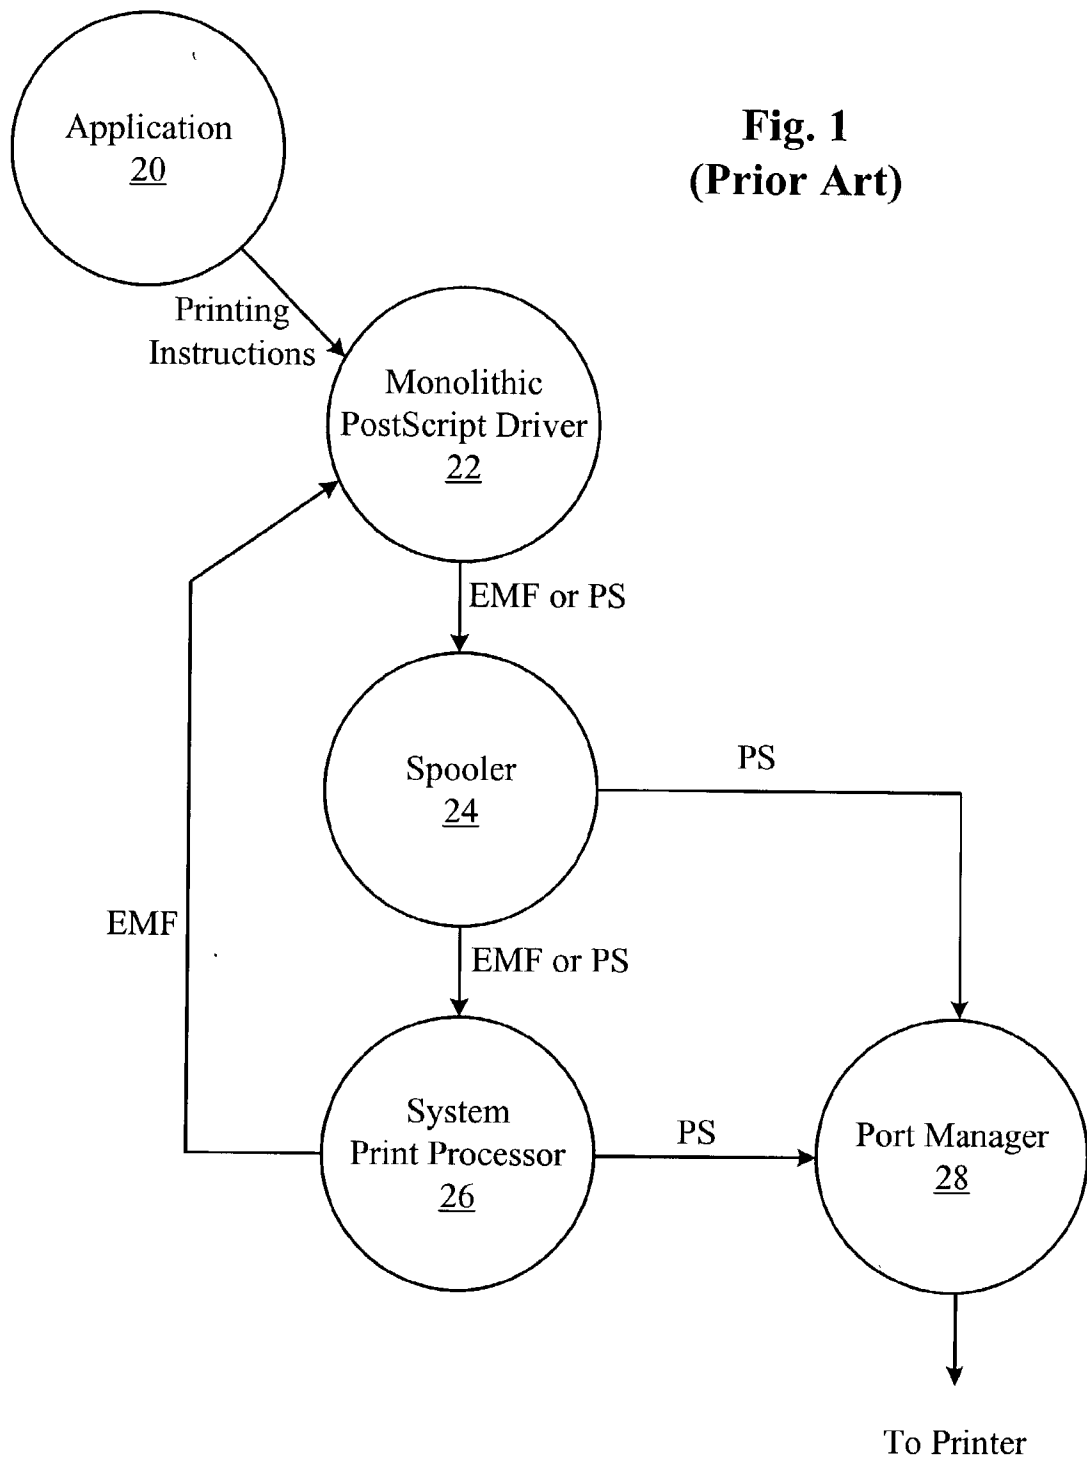 Application
20
Fig. 1
(Prior Art)
Printing
Instructions
Monolithic
PostScript Driver
22
EMF or PS
Spooler
24
PS
EMF
EMF or PS
System
Print Processor
26
PS
Port Manager
28
To Printer